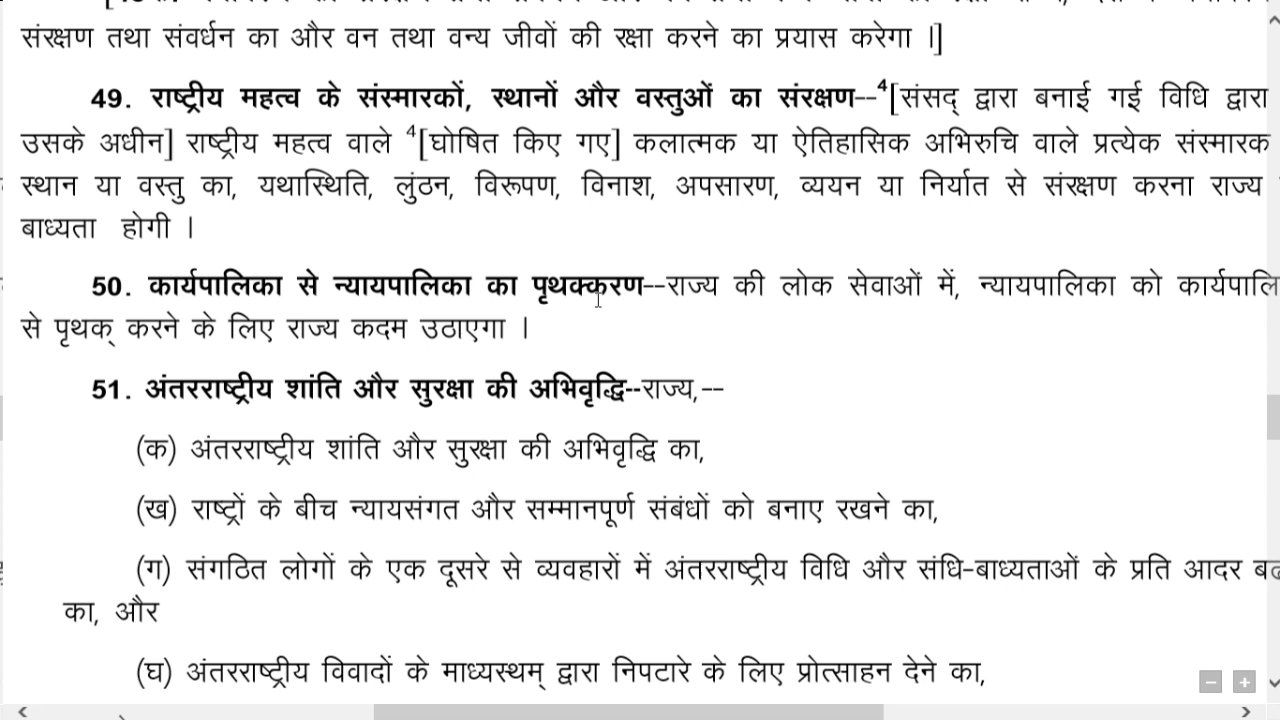 संरक्षण तथा संवर्धन का और वन तथा वन्य जीवों की रक्षा करने का प्रयास करेगा ।]
49. राष्ट्रीय महत्व के संस्मारकों, स्थानों और वस्तुओं का संरक्षण--⁴[संसद् द्वारा बनाई गई विधि द्वारा
उसके अधीन] राष्ट्रीय महत्व वाले ⁴[घोषित किए गए] कलात्मक या ऐतिहासिक अभिरुचि वाले प्रत्येक संस्मारक
स्थान या वस्तु का, यथास्थिति, लुंठन, विरूपण, विनाश, अपसारण, व्ययन या निर्यात से संरक्षण करना राज्य
बाध्यता होगी ।
50. कार्यपालिका से न्यायपालिका का पृथक्करण--राज्य की लोक सेवाओं में, न्यायपालिका को कार्यपालि
से पृथक् करने के लिए राज्य कदम उठाएगा ।
51. अंतरराष्ट्रीय शांति और सुरक्षा की अभिवृद्धि--राज्य,--
(क) अंतरराष्ट्रीय शांति और सुरक्षा की अभिवृद्धि का,
(ख) राष्ट्रों के बीच न्यायसंगत और सम्मानपूर्ण संबंधों को बनाए रखने का,
(ग) संगठित लोगों के एक दूसरे से व्यवहारों में अंतरराष्ट्रीय विधि और संधि-बाध्यताओं के प्रति आदर
का, और
(घ) अंतरराष्ट्रीय विवादों के माध्यस्थम् द्वारा निपटारे के लिए प्रोत्साहन देने का,